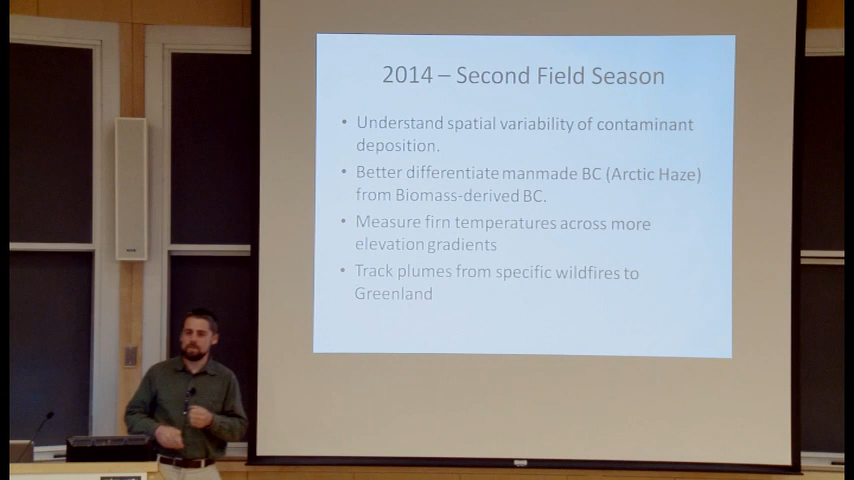 2014 – Second Field Season
• Understand spatial variability of contaminant
deposition.
• Better differentiate manmade BC (Arctic Haze)
from Biomass-derived BC.
• Measure firn temperatures across more
elevation gradients
• Track plumes from specific wildfires to
Greenland